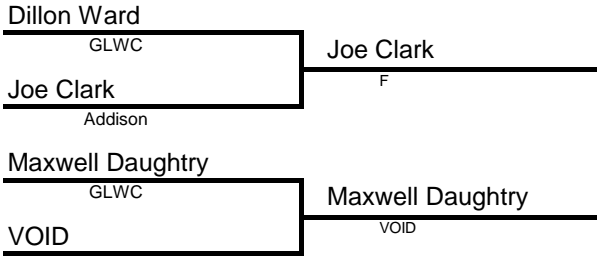 Dillon Ward
GLWC
Joe Clark
F
Joe Clark
Addison
Maxwell Daughtry
GLWC
Maxwell Daughtry
VOID
VOID